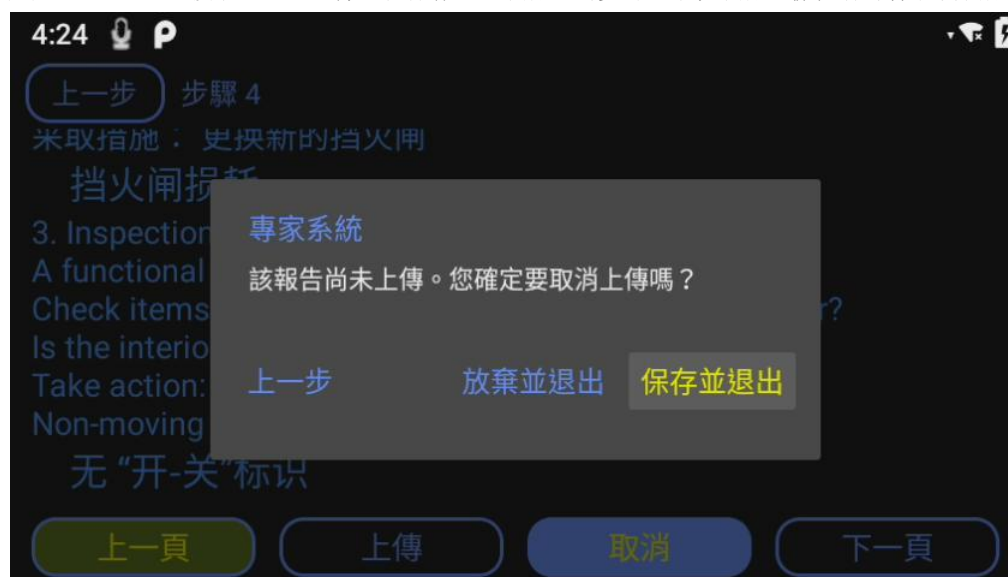 4:24
上一步 步驟 4
采取措施： 更换新的挡火闸
挡火闸损耗
3. Inspection
A functional
Check items r?
Is the interio
Take action:
Non-moving
无 “开-关”标识
專家系統
該報告尚未上傳。您確定要取消上傳嗎？
上一步 放棄並退出 保存並退出
上一頁 上傳 取消 下一頁